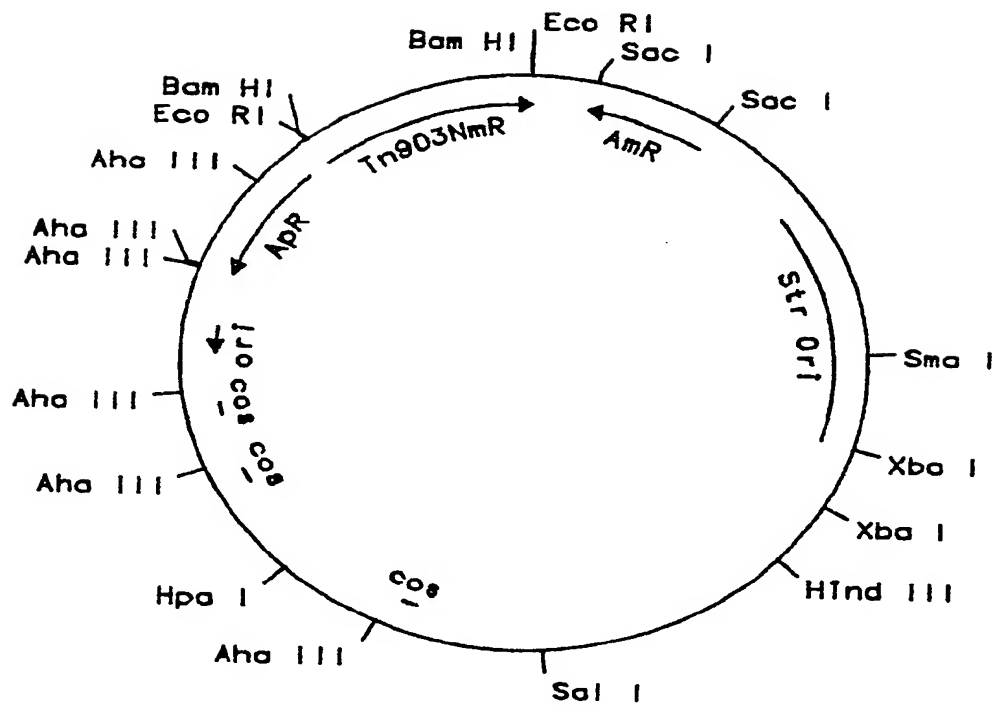 Eco RI
Bam HI
Sac I
Bam HI
Sac I
Eco RI
Tn903NmR
AmR
Aha III
ApR
Aha III
Aha III
Str Ori
ori
Sma I
cos
Aha III
cos
Xba I
Aha III
Xba I
cos
HInd III
Hpa I
Aha III
Sal I